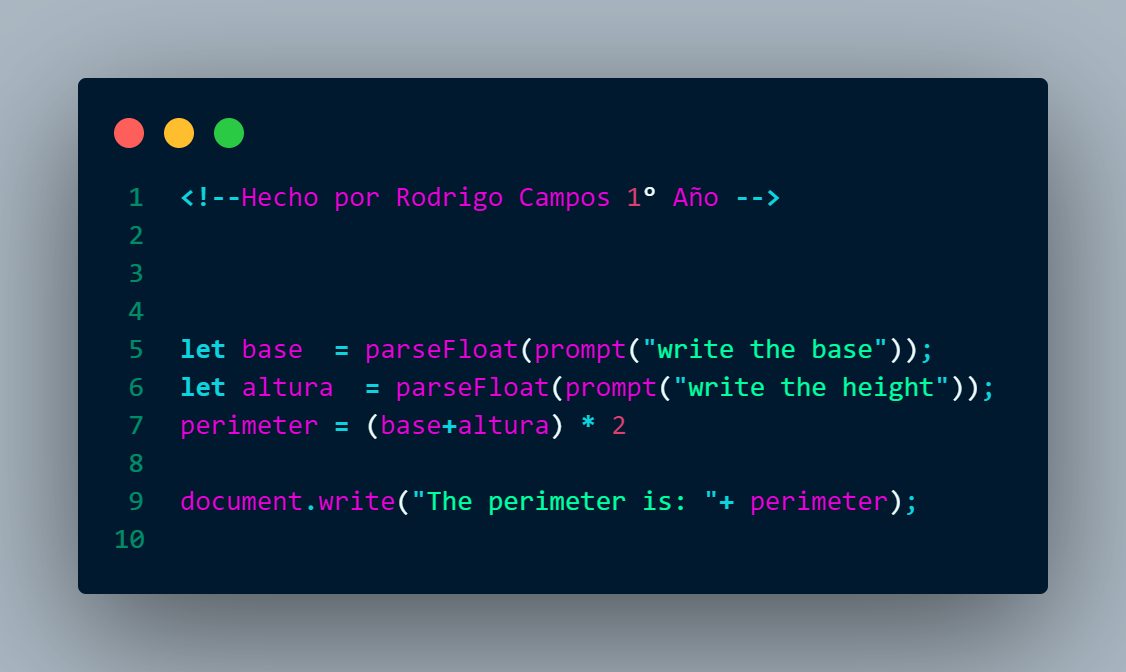 1 <!--Hecho por Rodrigo Campos 1º Año -->
2
3
4
5 let base  = parseFloat(prompt("write the base"));
6 let altura  = parseFloat(prompt("write the height"));
7 perimeter = (base+altura) * 2
8
9 document.write("The perimeter is: "+ perimeter);
10